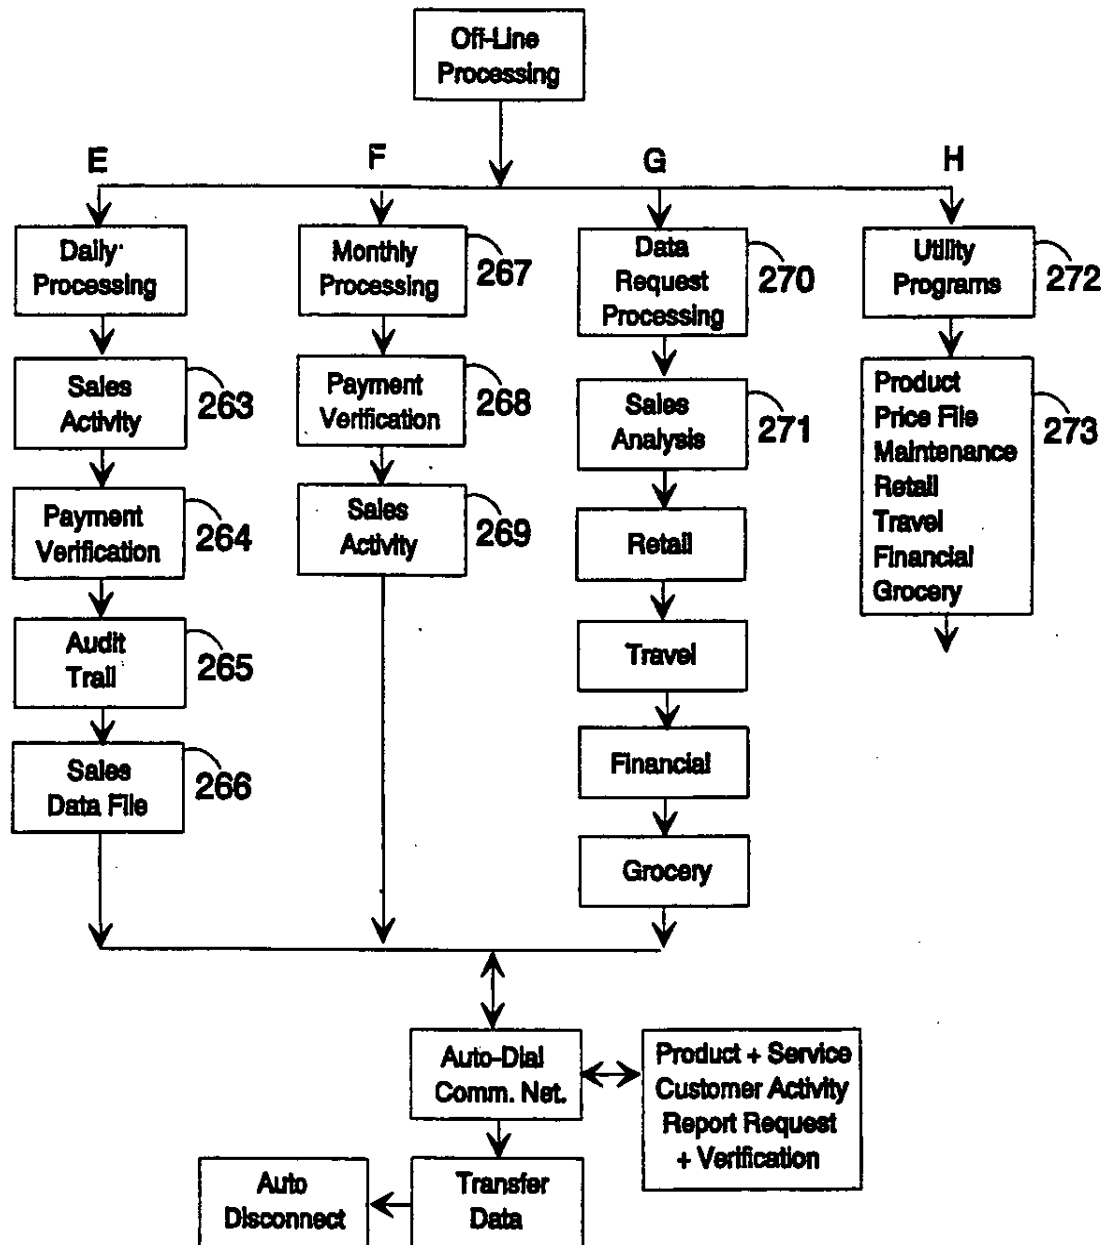 Off-Line
Processing
E
F
G
H
Daily
Processing
Sales
Activity
263
Payment
Verification
264
Audit
Trail
265
Sales
Data File
266
Monthly
Processing
267
Payment
Verification
268
Sales
Activity
269
Data
Request
Processing
270
Sales
Analysis
271
Retail
Travel
Financial
Grocery
Utility
Programs
272
Product
Price File
Maintenance
Retail
Travel
Financial
Grocery
273
Auto-Dial
Comm. Net.
Product + Service
Customer Activity
Report Request
+ Verification
Transfer
Data
Auto
Disconnect